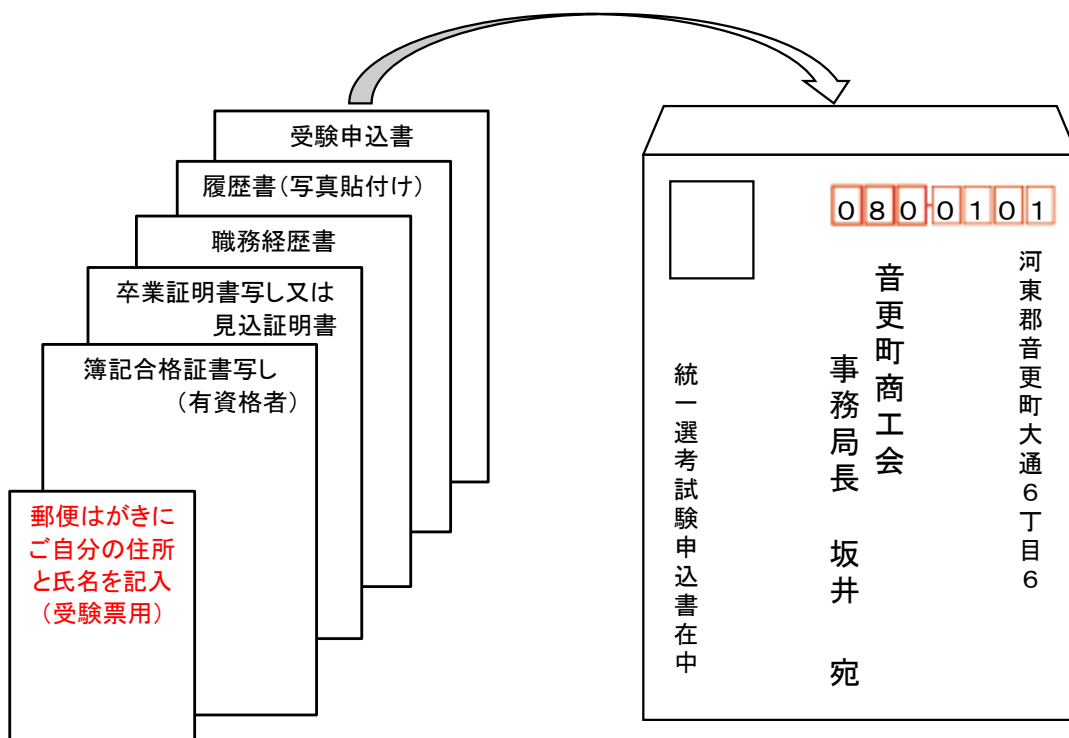 受験申込書
履歴書（写真貼付け）
職務経歴書
卒業証明書写し又は
見込証明書
簿記合格証書写し
（有資格者）
郵便はがきに
ご自分の住所
と氏名を記入
（受験票用）
080-0101
河東郡音更町大通６丁目６
音更町商工会
事務局長　坂井　宛
統一選考試験申込書在中